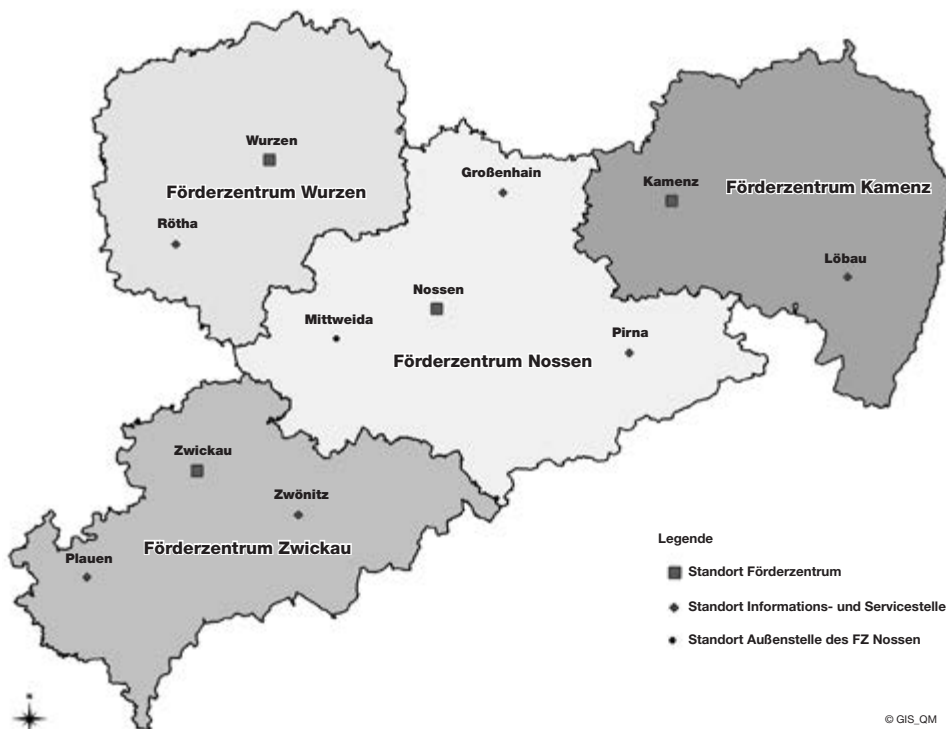 Wurzen
Förderzentrum Wurzen
Rötha
Großenhain
Kamenz
Förderzentrum Kamenz
Löbau
Nossen
Mittweida
Pirna
Förderzentrum Nossen
Zwickau
Zwönitz
Förderzentrum Zwickau
Plauen
Legende
Standort Förderzentrum
Standort Informations- und Servicestelle
Standort Außenstelle des FZ Nossen
© GIS_QM